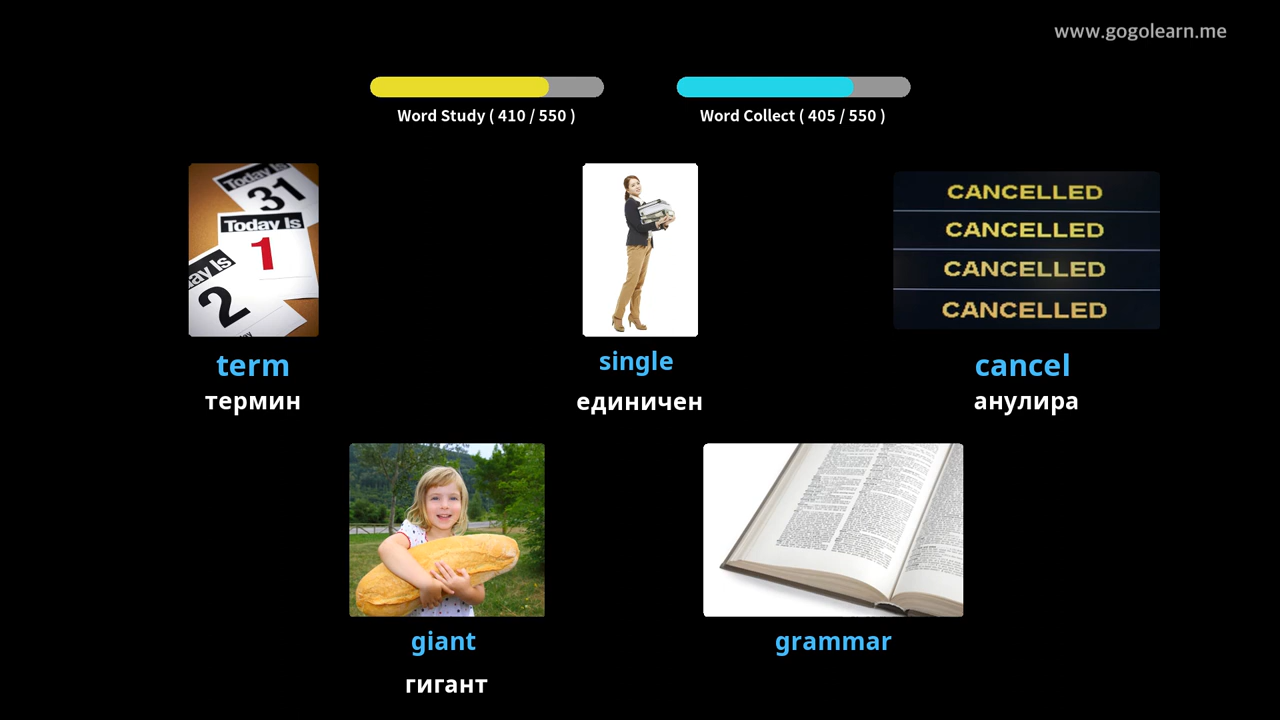 www.gogolearn.me
Word Study ( 410 / 550 )
Word Collect ( 405 / 550 )
Today Is
31
Today Is
1
ay Is
2
CANCELLED
CANCELLED
CANCELLED
CANCELLED
term
single
cancel
термин
единичен
анулира
giant
grammar
гигант